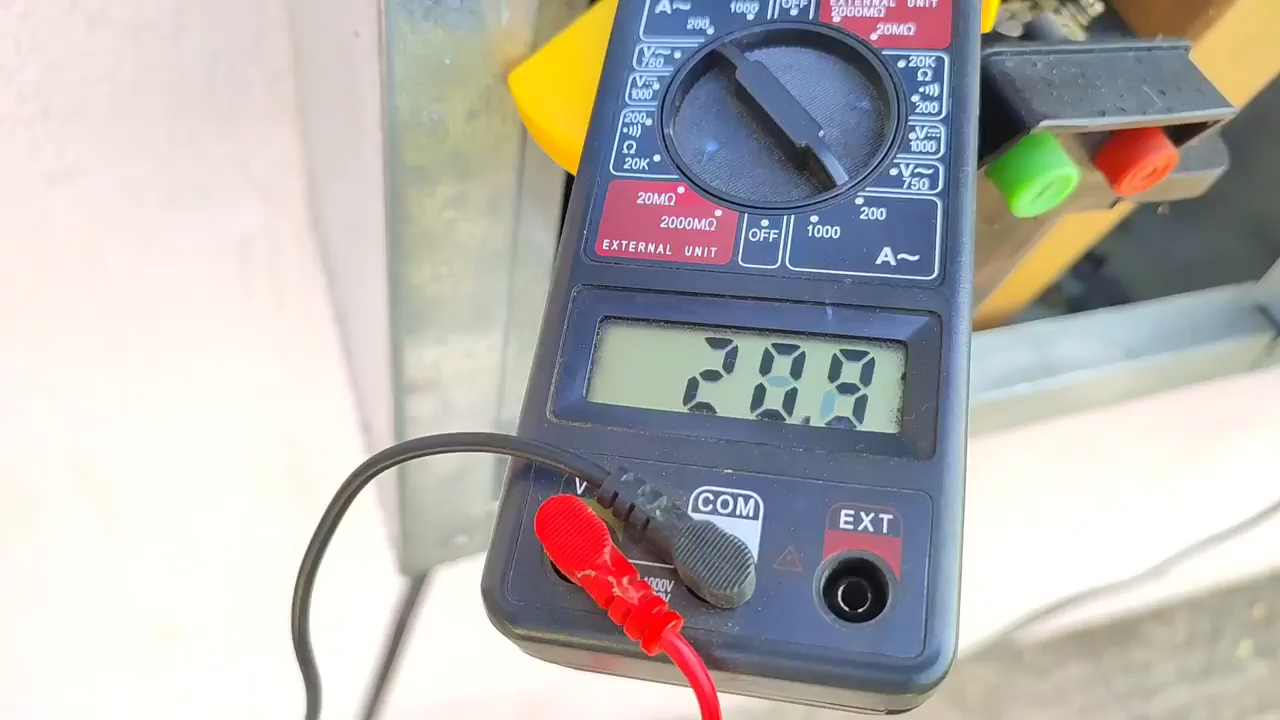 A~
1000
200
OFF
EXTERNAL UNIT
2000MΩ
20MΩ
V~
750
V⎓
1000
200
Ω
20K
20K
Ω
200
V⎓
1000
V~
750
20MΩ
2000MΩ
EXTERNAL UNIT
OFF
1000
200
A~
28.8
V
COM
EXT
1000V